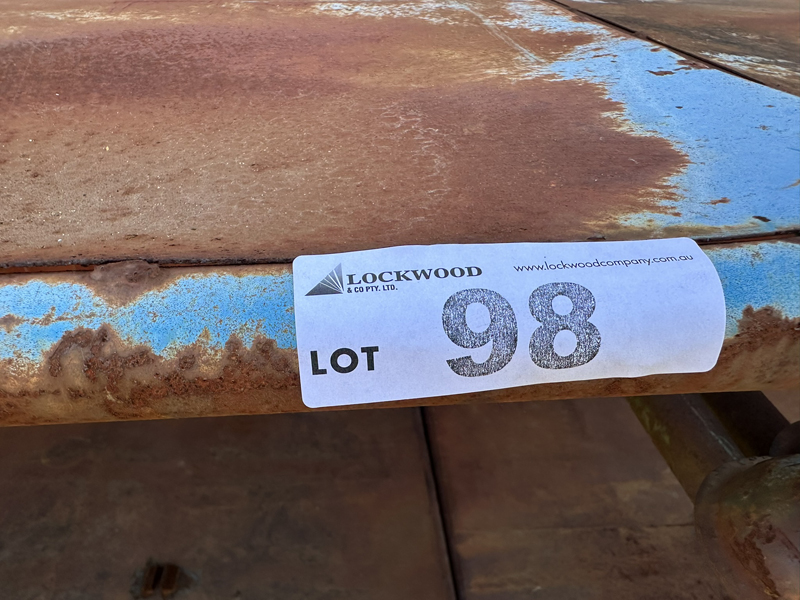 LOCKWOOD
& CO PTY. LTD.
www.lockwoodcompany.com.au
LOT 98